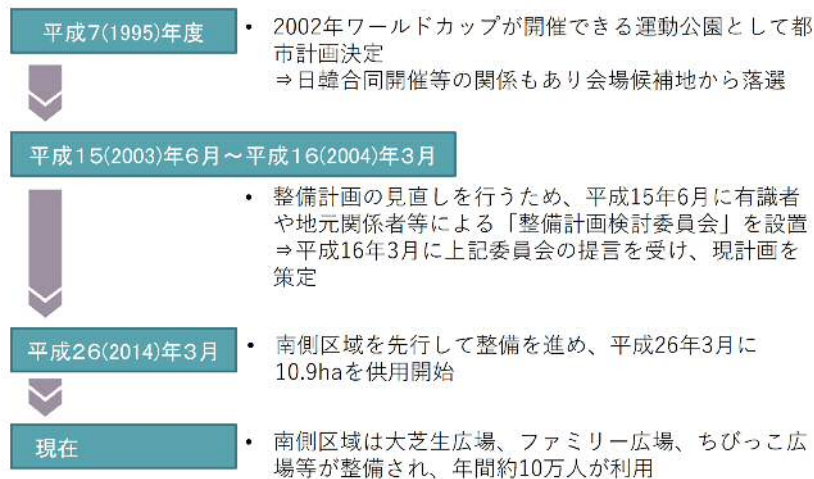 平成7(1995)年度
• 2002年ワールドカップが開催できる運動公園として都
市計画決定
⇒日韓合同開催等の関係もあり会場候補地から落選
平成15(2003)年6月～平成16(2004)年3月
• 整備計画の見直しを行うため、平成15年6月に有識者
や地元関係者等による「整備計画検討委員会」を設置
⇒平成16年3月に上記委員会の提言を受け、現計画を
策定
平成26(2014)年3月
• 南側区域を先行して整備を進め、平成26年3月に
10.9haを供用開始
現在
• 南側区域は大芝生広場、ファミリー広場、ちびっこ広
場等が整備され、年間約10万人が利用